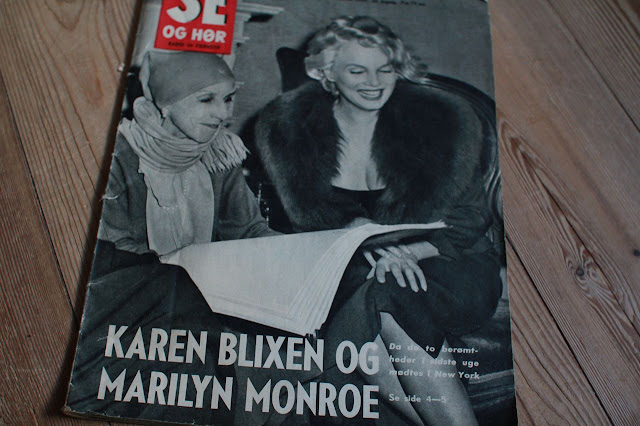 SE
OG HØR
KAREN BLIXEN OG
MARILYN MONROE
Da de to berømt-
heder i sidste uge
mødtes i New York
Se side 4—5